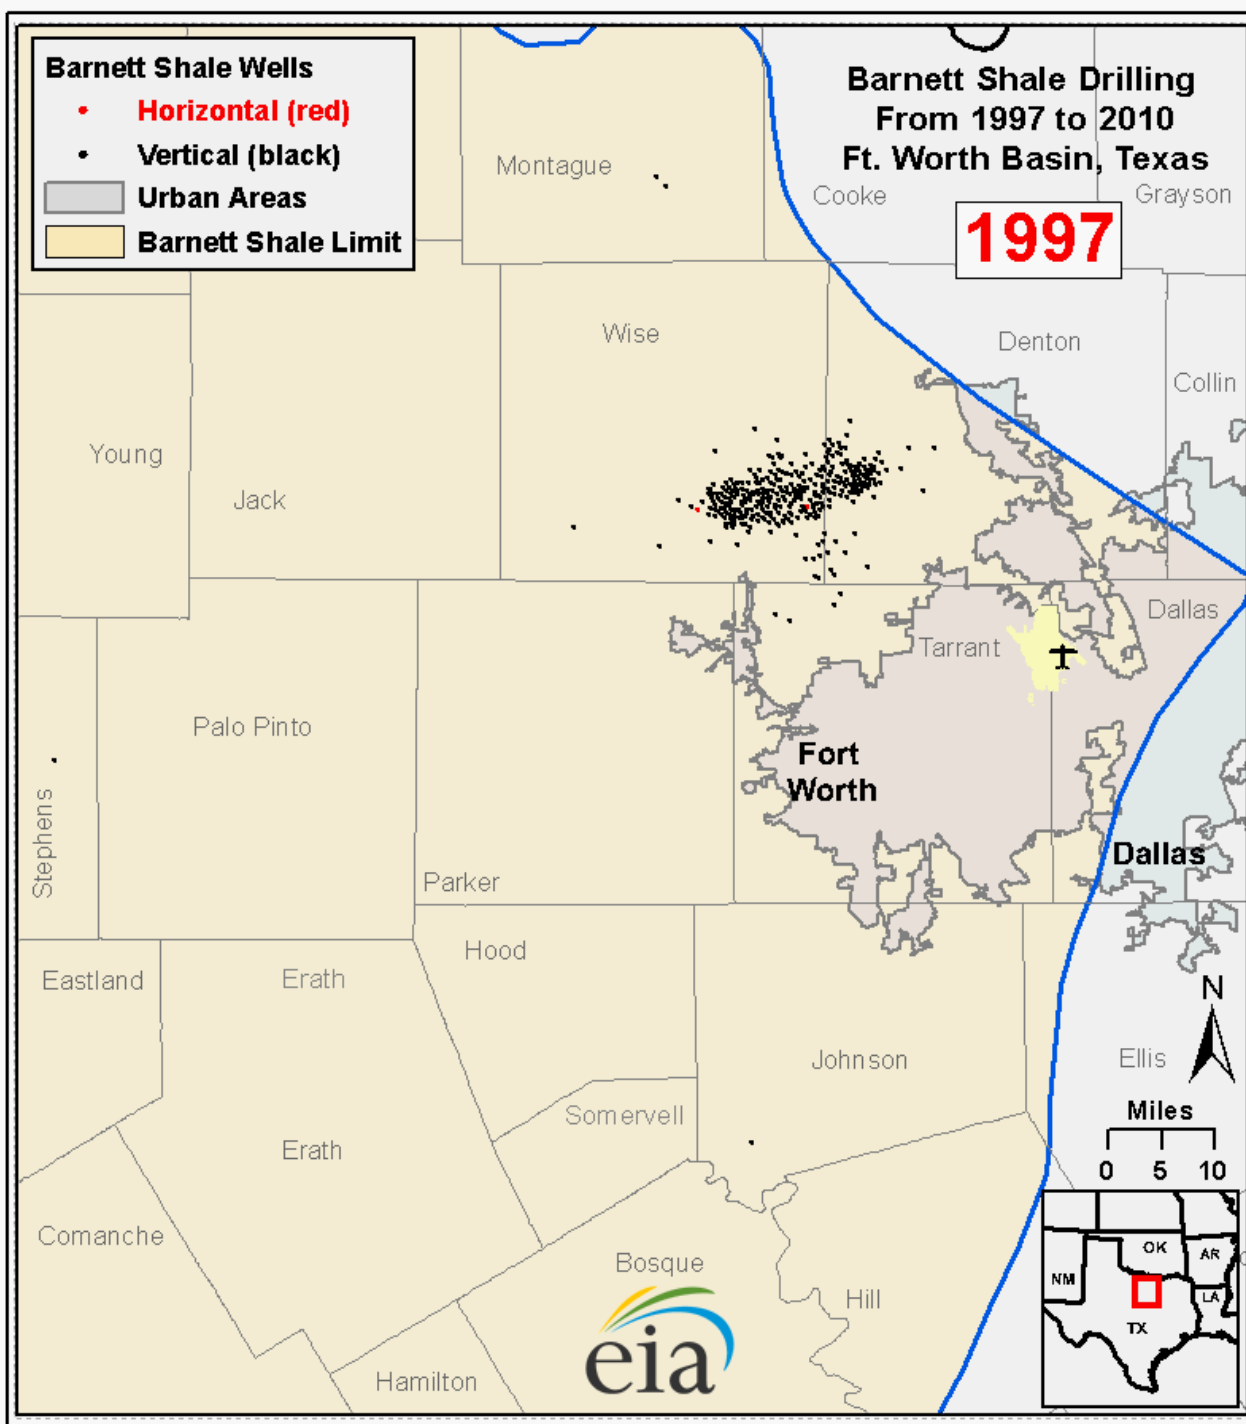 Barnett Shale Wells
Horizontal (red)
Vertical (black)
Urban Areas
Barnett Shale Limit
Barnett Shale Drilling
From 1997 to 2010
Ft. Worth Basin, Texas
1997
Montague
Cooke
Grayson
Wise
Denton
Collin
Young
Jack
Dallas
Tarrant
Palo Pinto
Fort
Worth
Stephens
Parker
Dallas
Hood
Eastland
Erath
N
Johnson
Ellis
Somervell
Miles
0 5 10
Erath
Comanche
Bosque
Hill
Hamilton
eia
OK
AR
NM
LA
TX